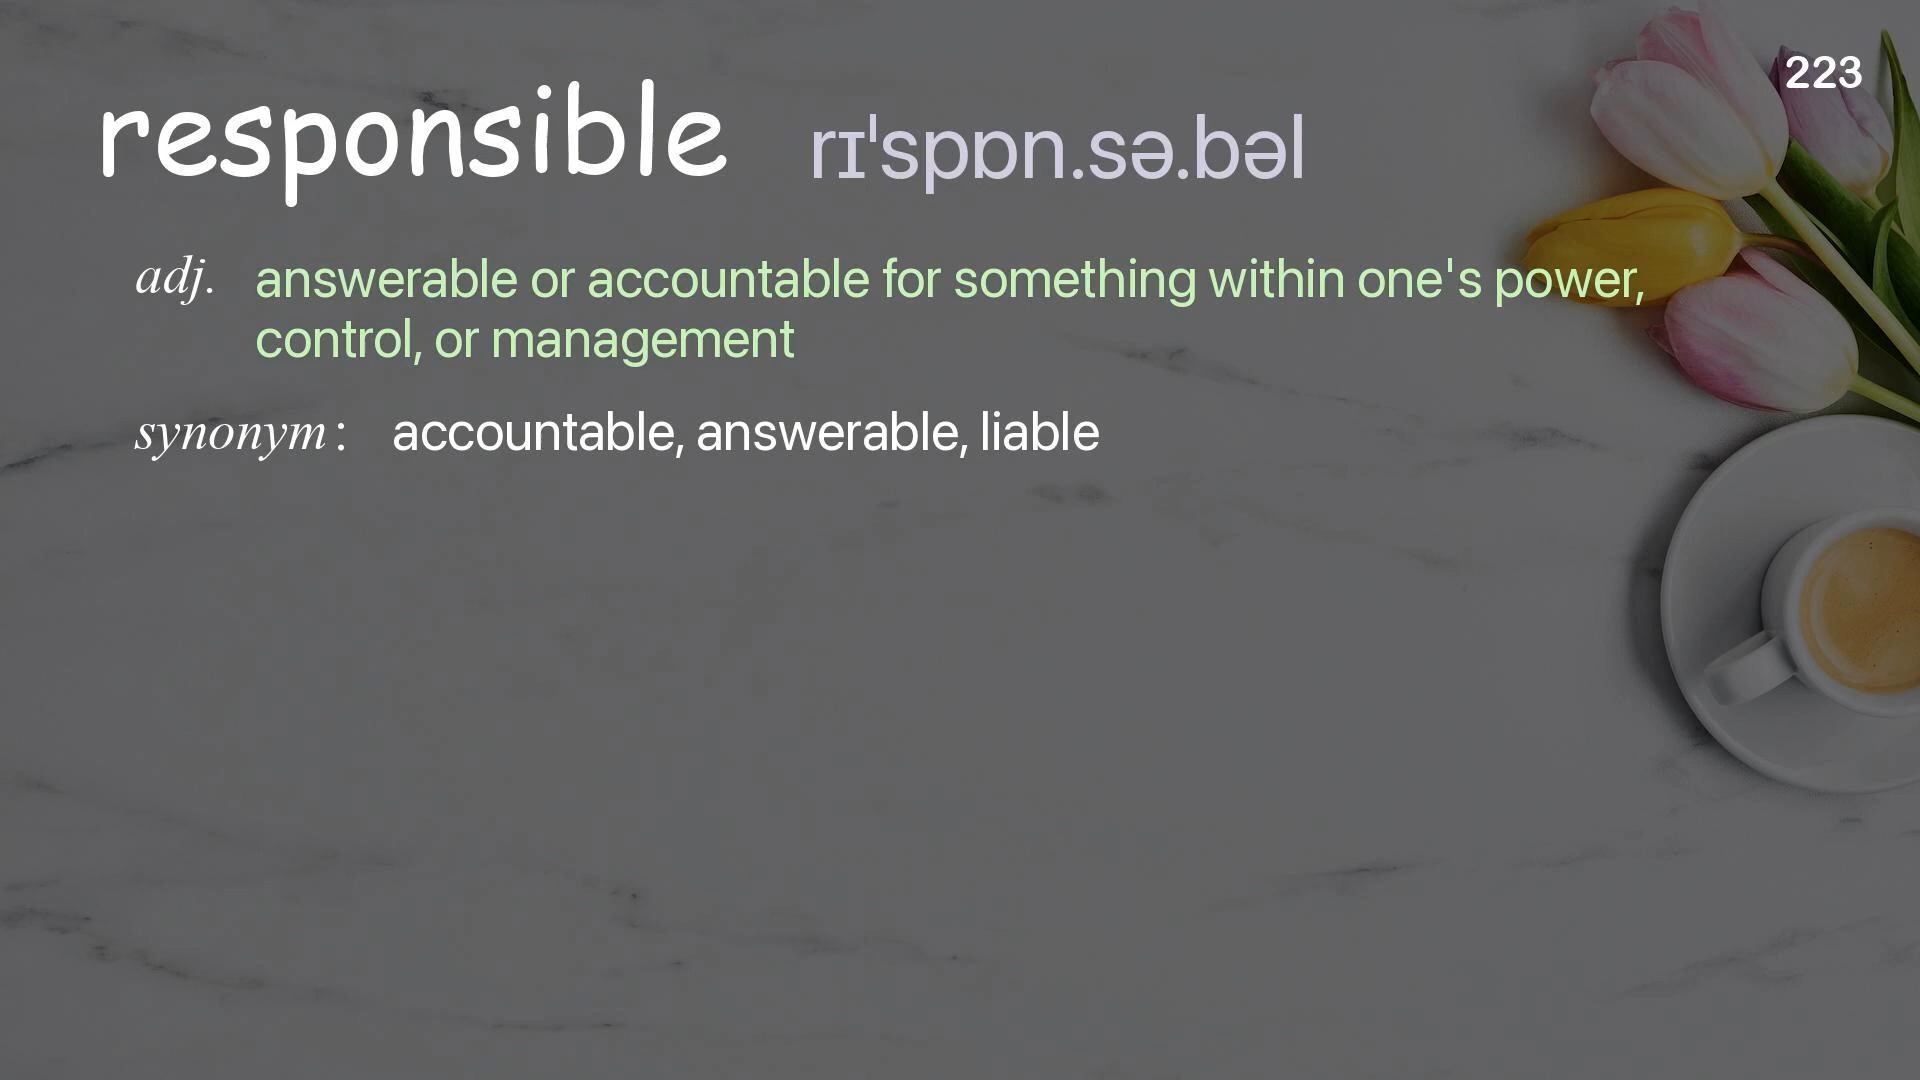 223
responsible rɪˈspɒn.sə.bəl
adj. answerable or accountable for something within one's power,
control, or management
synonym: accountable, answerable, liable